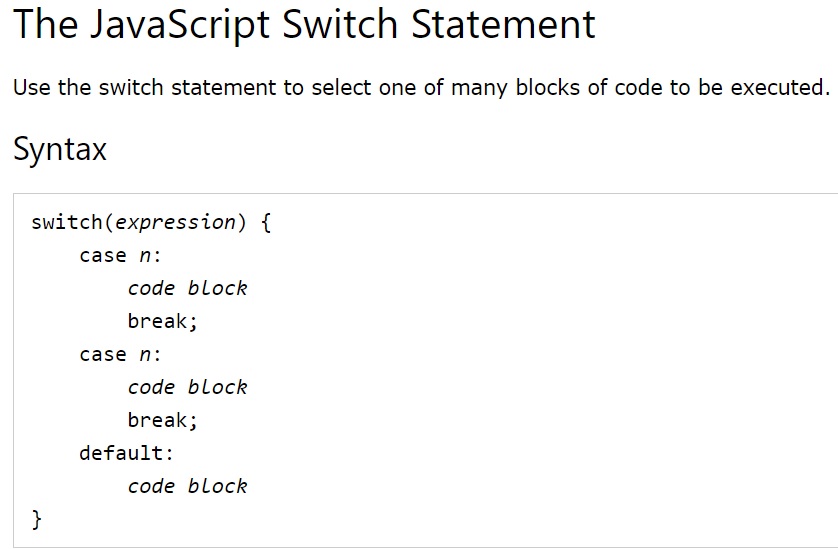 The JavaScript Switch Statement
Use the switch statement to select one of many blocks of code to be executed.
Syntax
switch(expression) {
    case n:
        code block
        break;
    case n:
        code block
        break;
    default:
        code block
}